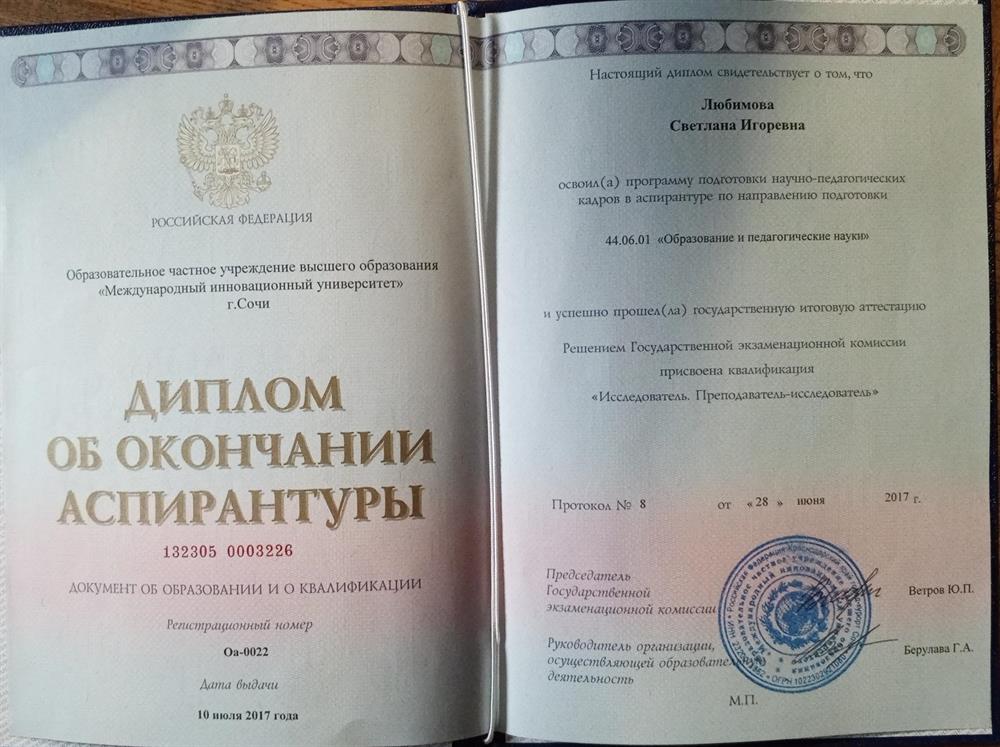 РОССИЙСКАЯ ФЕДЕРАЦИЯ
Образовательное частное учреждение высшего образования
«Международный инновационный университет»
г.Сочи
ДИПЛОМ
ОБ ОКОНЧАНИИ
АСПИРАНТУРЫ
132305 0003226
ДОКУМЕНТ ОБ ОБРАЗОВАНИИ И О КВАЛИФИКАЦИИ
Регистрационный номер
Оа-0022
Дата выдачи
10 июля 2017 года
Настоящий диплом свидетельствует о том, что
Любимова
Светлана Игоревна
освоил(а) программу подготовки научно-педагогических
кадров в аспирантуре по направлению подготовки
44.06.01 «Образование и педагогические науки»
и успешно прошел(ла) государственную итоговую аттестацию
Решением Государственной экзаменационной комиссии
присвоена квалификация
«Исследователь. Преподаватель-исследователь»
Протокол № 8 от «28» июня 2017 г.
Председатель
Государственной
экзаменационной комиссии
Ветров Ю.П.
Руководитель организации,
осуществляющей образовательную
деятельность
Берулава Г.А.
М.П.